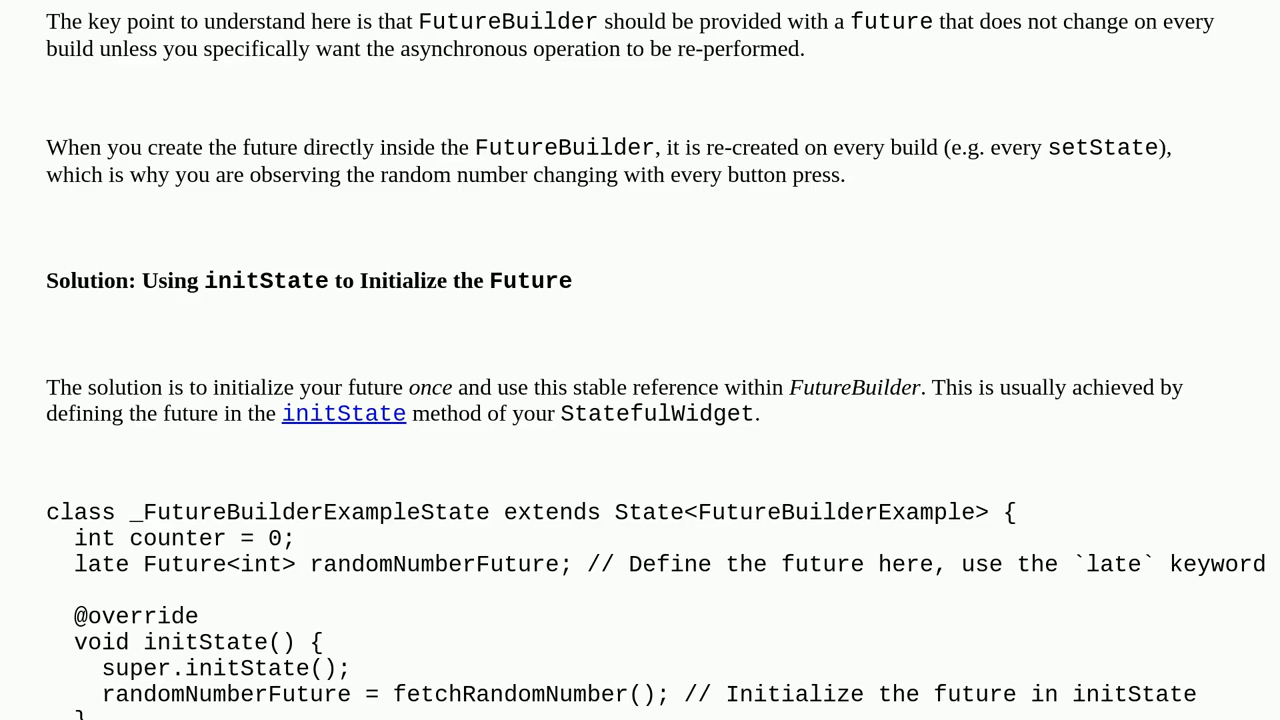 The key point to understand here is that FutureBuilder should be provided with a future that does not change on every
build unless you specifically want the asynchronous operation to be re-performed.
When you create the future directly inside the FutureBuilder, it is re-created on every build (e.g. every setState),
which is why you are observing the random number changing with every button press.
Solution: Using initState to Initialize the Future
The solution is to initialize your future once and use this stable reference within FutureBuilder. This is usually achieved by
defining the future in the initState method of your StatefulWidget.
class _FutureBuilderExampleState extends State<FutureBuilderExample> {
  int counter = 0;
  late Future<int> randomNumberFuture; // Define the future here, use the `late` keyword
  @override
  void initState() {
    super.initState();
    randomNumberFuture = fetchRandomNumber(); // Initialize the future in initState
  }